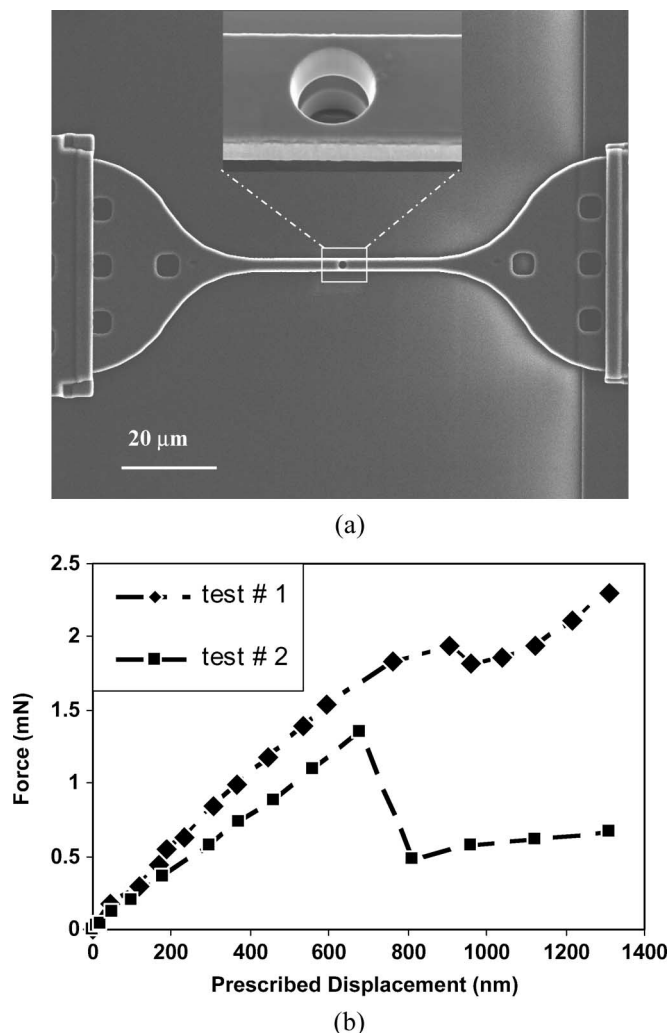 20 μm
(a)
2.5
2
1.5
1
0.5
0
Force (mN)
test # 1
test # 2
0 200 400 600 800 1000 1200 1400
Prescribed Displacement (nm)
(b)